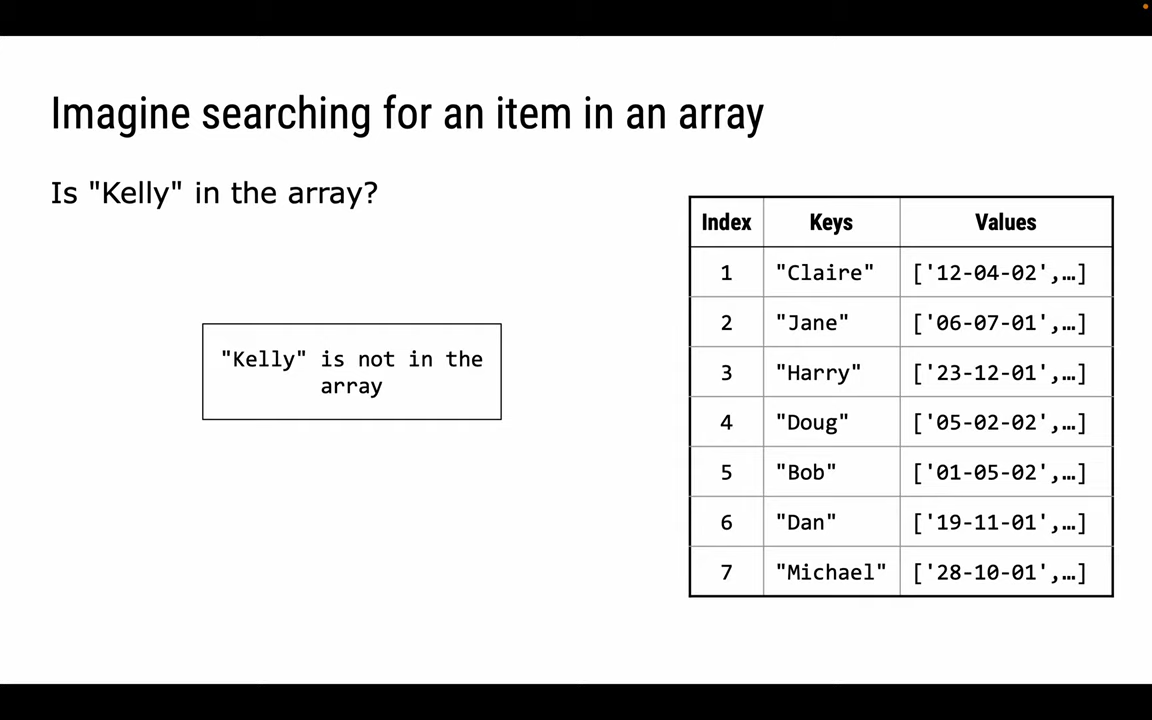 Imagine searching for an item in an array
Is "Kelly" in the array?
"Kelly" is not in the
array
Index Keys Values
1 "Claire" ['12-04-02',…]
2 "Jane" ['06-07-01',…]
3 "Harry" ['23-12-01',…]
4 "Doug" ['05-02-02',…]
5 "Bob" ['01-05-02',…]
6 "Dan" ['19-11-01',…]
7 "Michael" ['28-10-01',…]